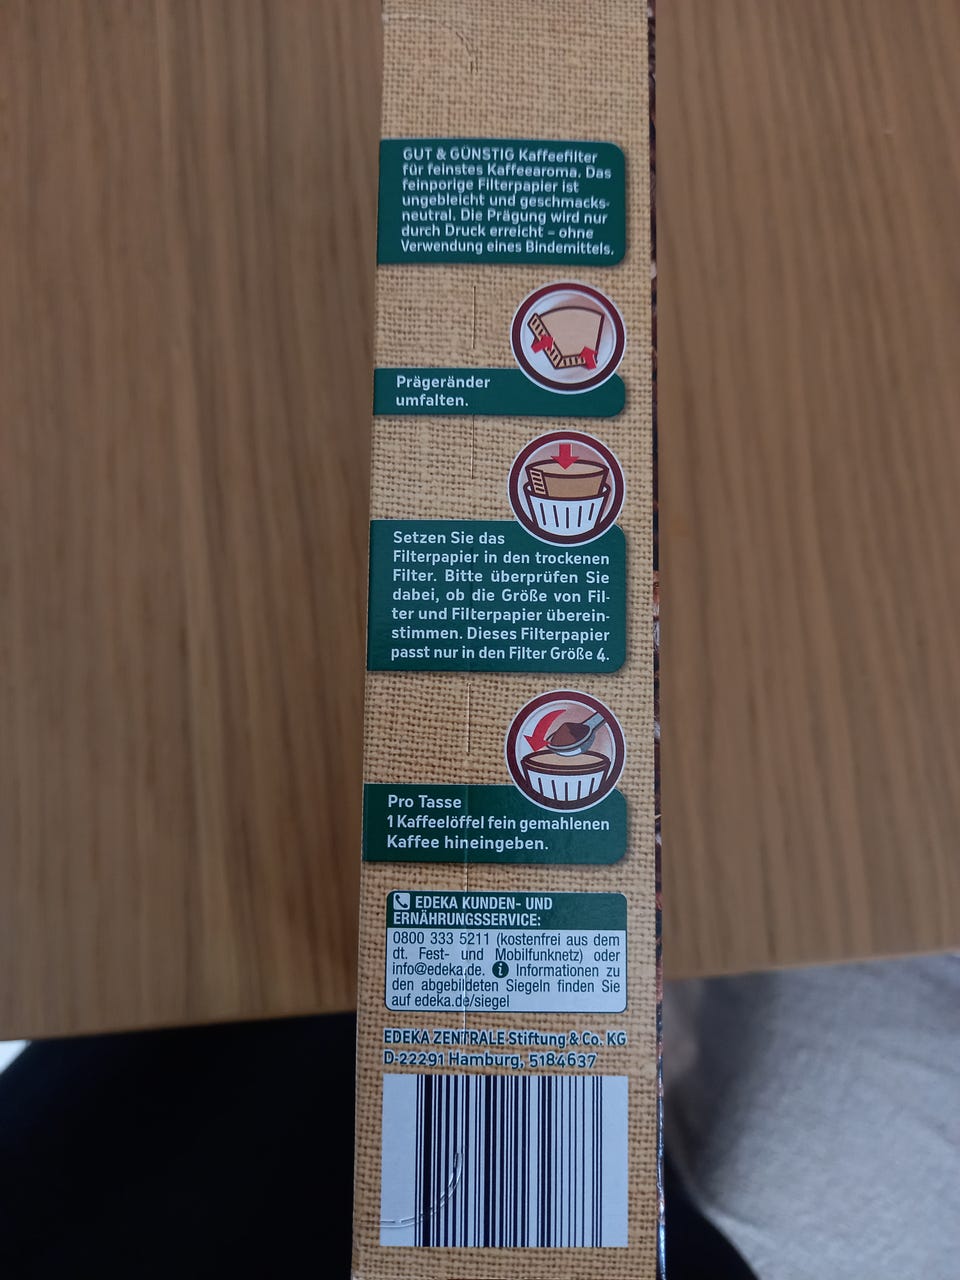 GUT & GÜNSTIG Kaffeefilter
für feinstes Kaffeearoma. Das
feinporige Filterpapier ist
ungebleicht und geschmacks-
neutral. Die Prägung wird nur
durch Druck erreicht – ohne
Verwendung eines Bindemittels.
Prägeränder
umfalten.
Setzen Sie das
Filterpapier in den trockenen
Filter. Bitte überprüfen Sie
dabei, ob die Größe von Fil-
ter und Filterpapier überein-
stimmen. Dieses Filterpapier
passt nur in den Filter Größe 4.
Pro Tasse
1 Kaffeelöffel fein gemahlenen
Kaffee hineingeben.
EDEKA KUNDEN- UND
ERNÄHRUNGSSERVICE:
0800 333 5211 (kostenfrei aus dem
dt. Fest- und Mobilfunknetz) oder
info@edeka.de. i Informationen zu
den abgebildeten Siegeln finden Sie
auf edeka.de/siegel
EDEKA ZENTRALE Stiftung & Co. KG
D-22291 Hamburg, 5184637